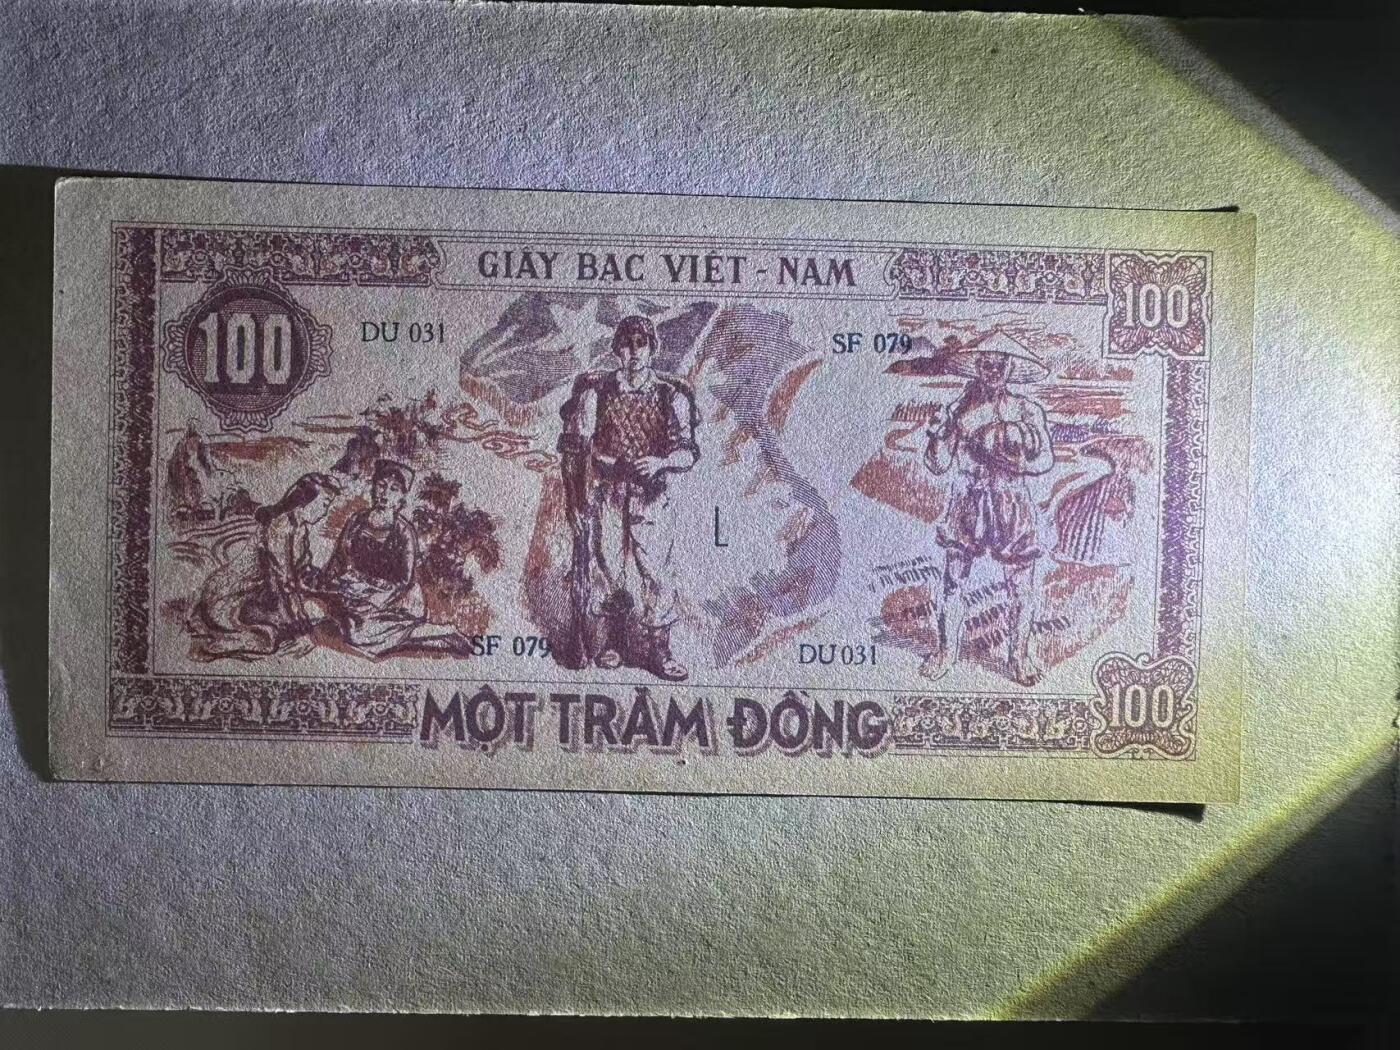 GIẤY BẠC VIỆT-NAM
100
100
DU 031
SF 079
L
SF 079
DU 031
100
MỘT TRĂM ĐỒNG